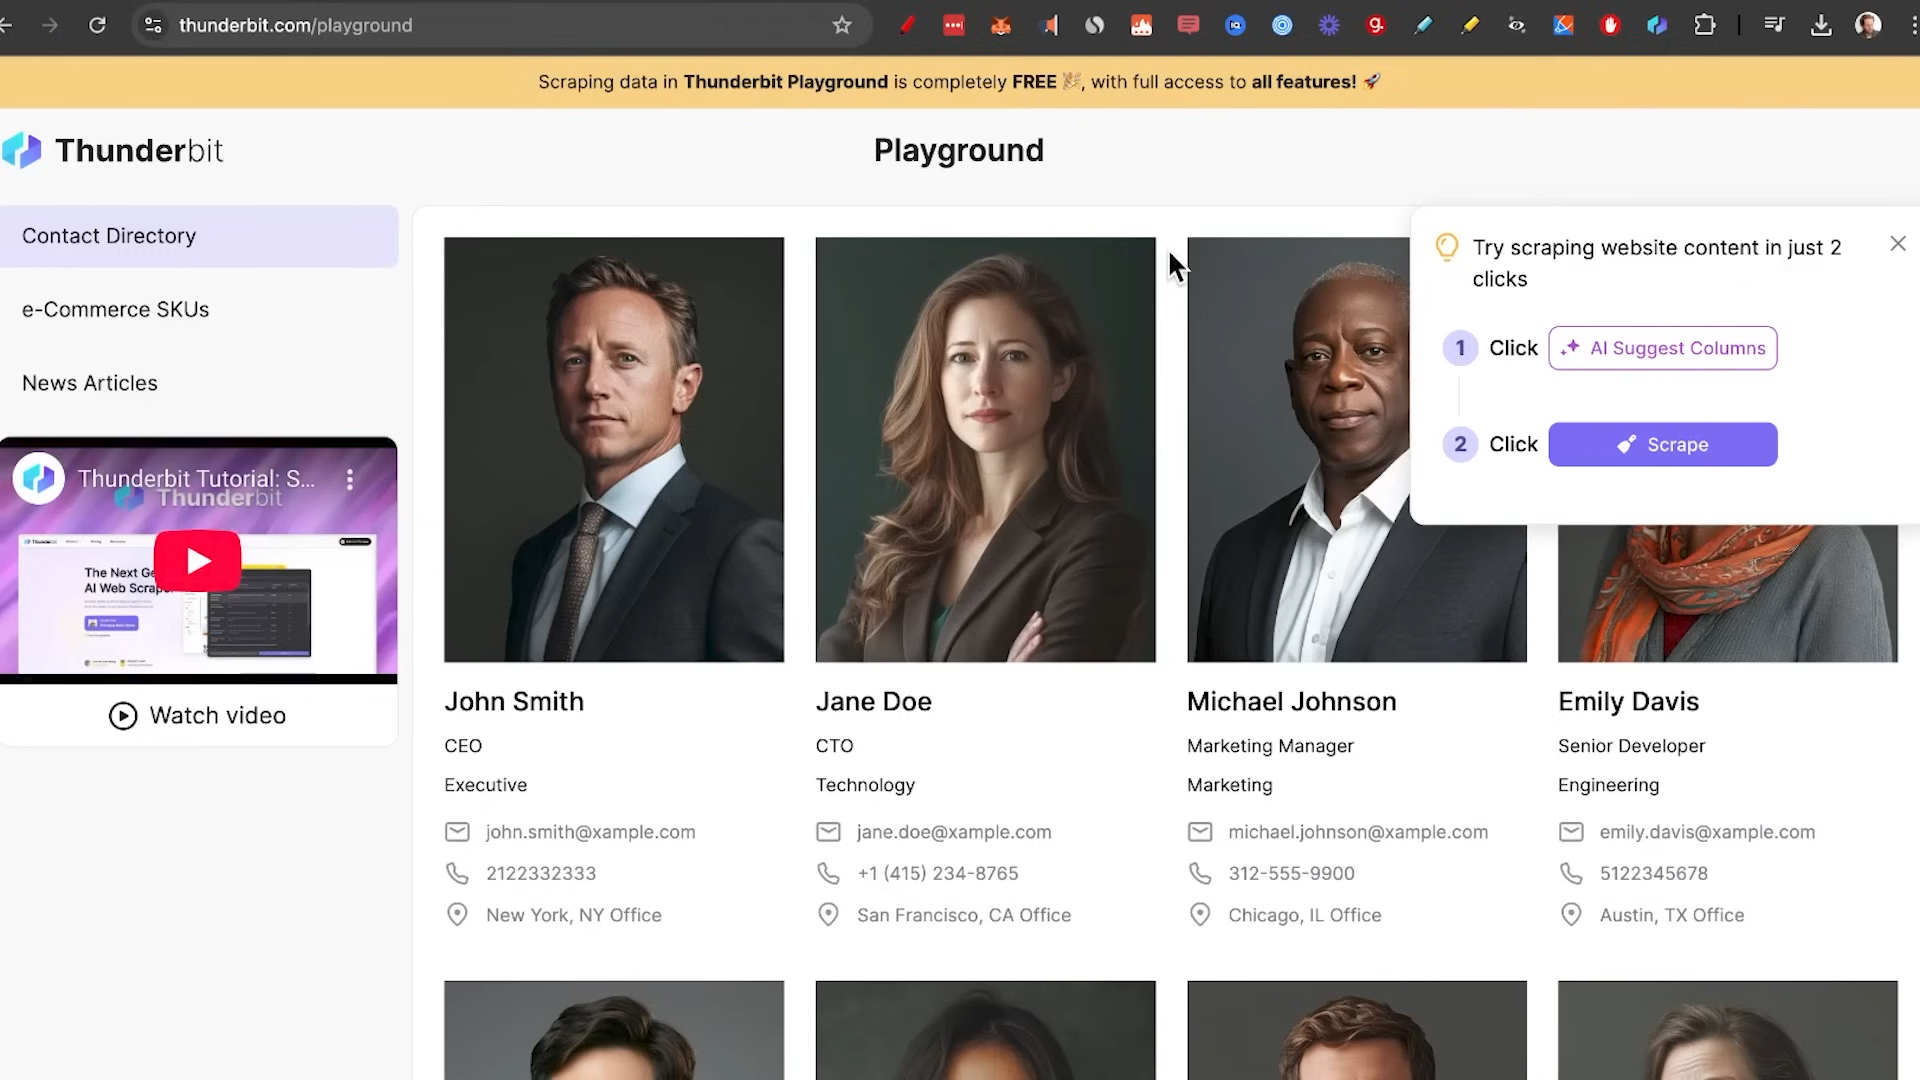 thunderbit.com/playground
Scraping data in Thunderbit Playground is completely FREE 🎉, with full access to all features! 🚀
Thunderbit
Playground
Contact Directory
e-Commerce SKUs
News Articles
Thunderbit Tutorial: S...
Thunderbit
The Next Ge
AI Web Scrape
Watch video
Try scraping website content in just 2
clicks
1 Click AI Suggest Columns
2 Click Scrape
John Smith
CEO
Executive
john.smith@xample.com
2122332333
New York, NY Office
Jane Doe
CTO
Technology
jane.doe@xample.com
+1 (415) 234-8765
San Francisco, CA Office
Michael Johnson
Marketing Manager
Marketing
michael.johnson@xample.com
312-555-9900
Chicago, IL Office
Emily Davis
Senior Developer
Engineering
emily.davis@xample.com
5122345678
Austin, TX Office